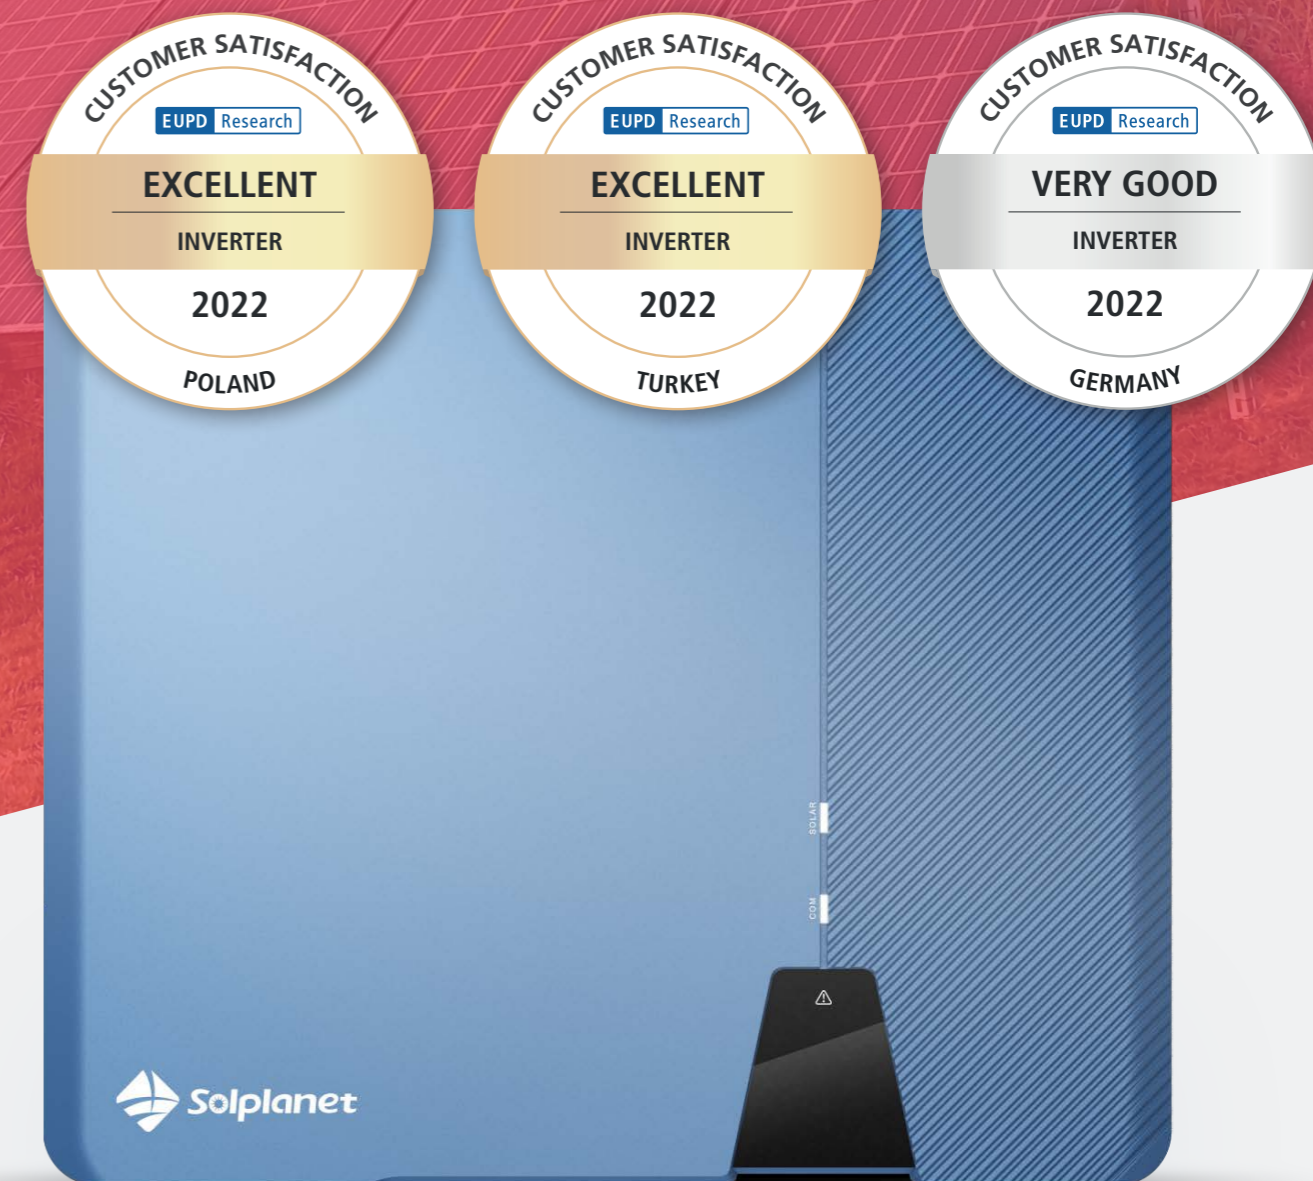 CUSTOMER SATISFACTION
EUPD Research
EXCELLENT
INVERTER
2022
POLAND
CUSTOMER SATISFACTION
EUPD Research
EXCELLENT
INVERTER
2022
TURKEY
CUSTOMER SATISFACTION
EUPD Research
VERY GOOD
INVERTER
2022
GERMANY
SOLAR
COM
Solplanet